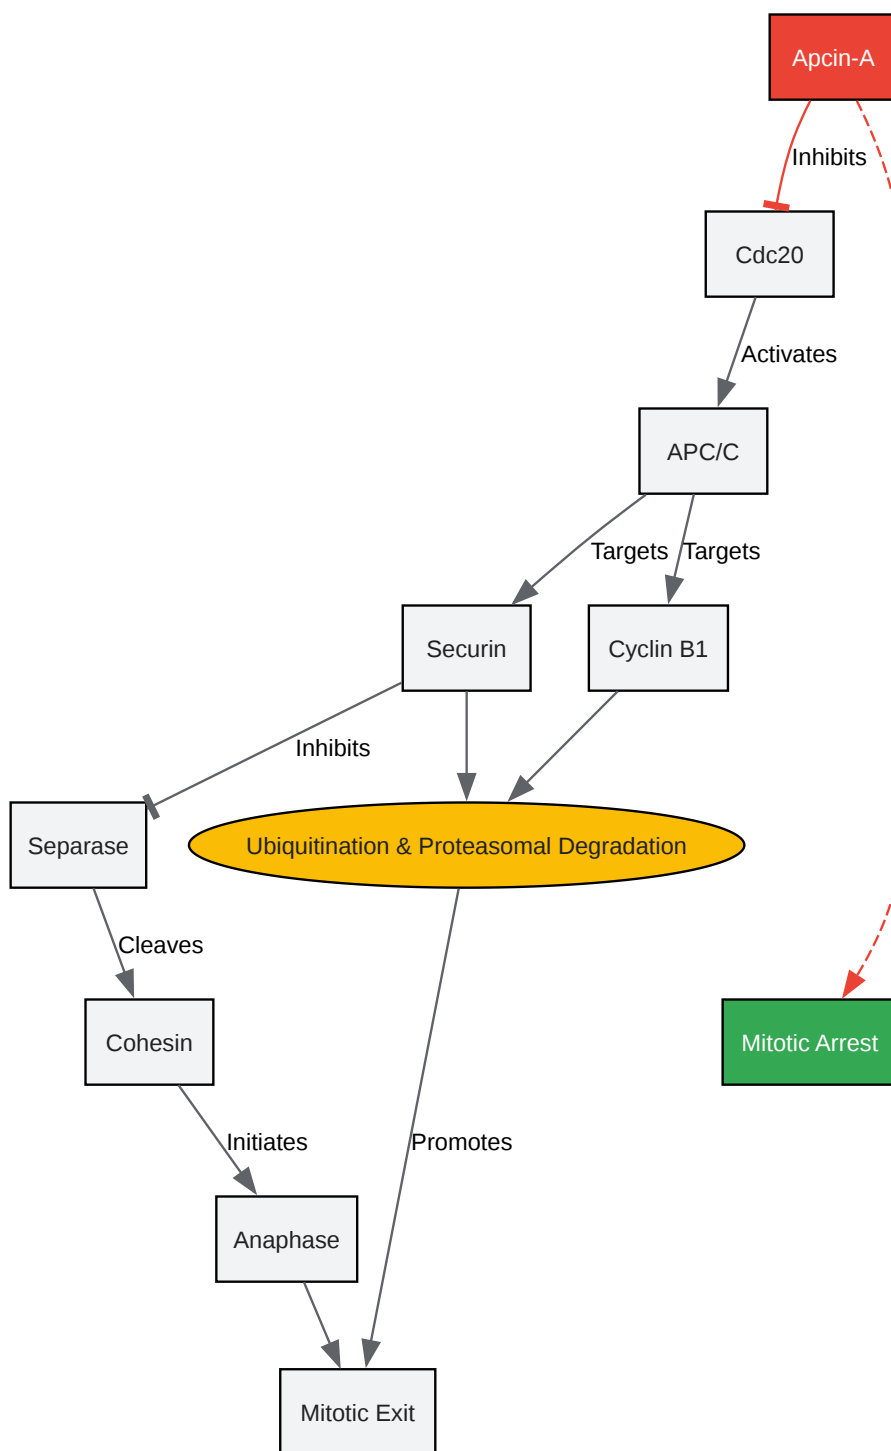 Apcin-A
Inhibits
Cdc20
Activates
APC/C
Targets
Targets
Securin
Cyclin B1
Inhibits
Separase
Ubiquitination & Proteasomal Degradation
Cleaves
Cohesin
Mitotic Arrest
Initiates
Promotes
Anaphase
Mitotic Exit